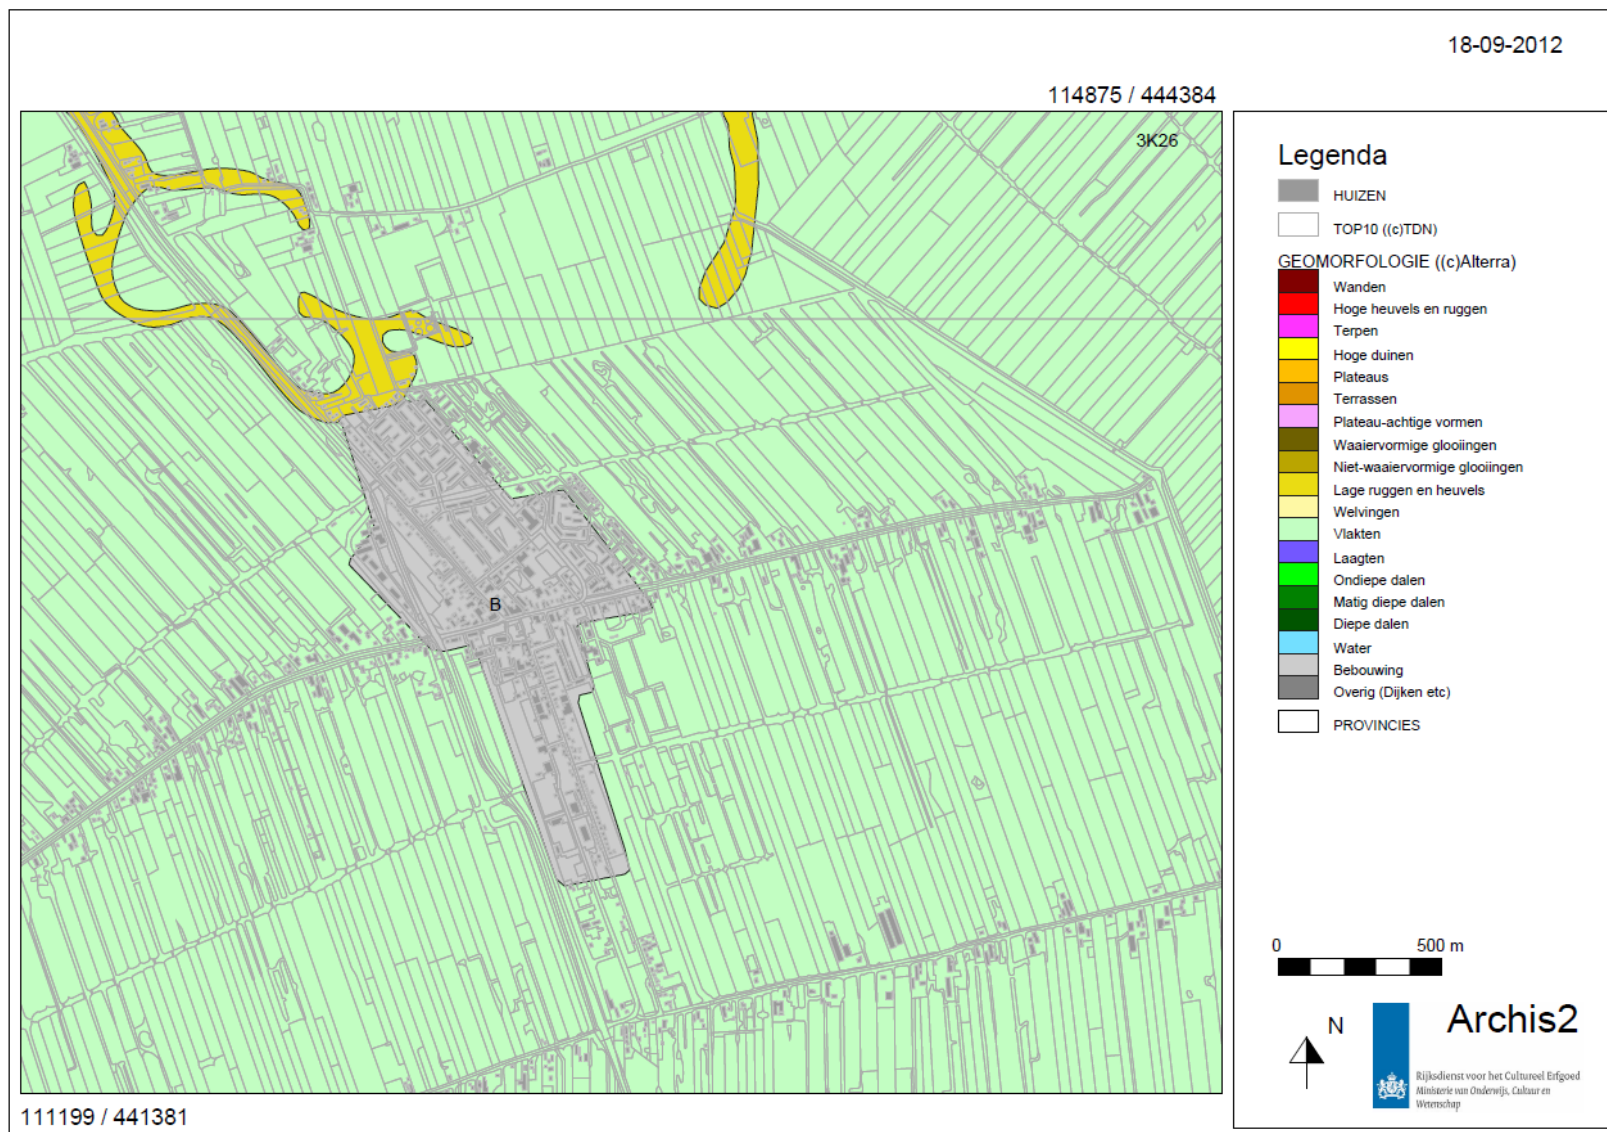 18-09-2012
114875 / 444384
3K26
B
111199 / 441381
Legenda
HUIZEN
TOP10 ((c)TDN)
GEOMORFOLOGIE ((c)Alterra)
Wanden
Hoge heuvels en ruggen
Terpen
Hoge duinen
Plateaus
Terrassen
Plateau-achtige vormen
Waaiervormige glooiingen
Niet-waaiervormige glooiingen
Lage ruggen en heuvels
Welvingen
Vlakten
Laagten
Ondiepe dalen
Matig diepe dalen
Diepe dalen
Water
Bebouwing
Overig (Dijken etc)
PROVINCIES
0 500 m
N
Archis2
Rijksdienst voor het Cultureel Erfgoed
Ministerie van Onderwijs, Cultuur en
Wetenschap